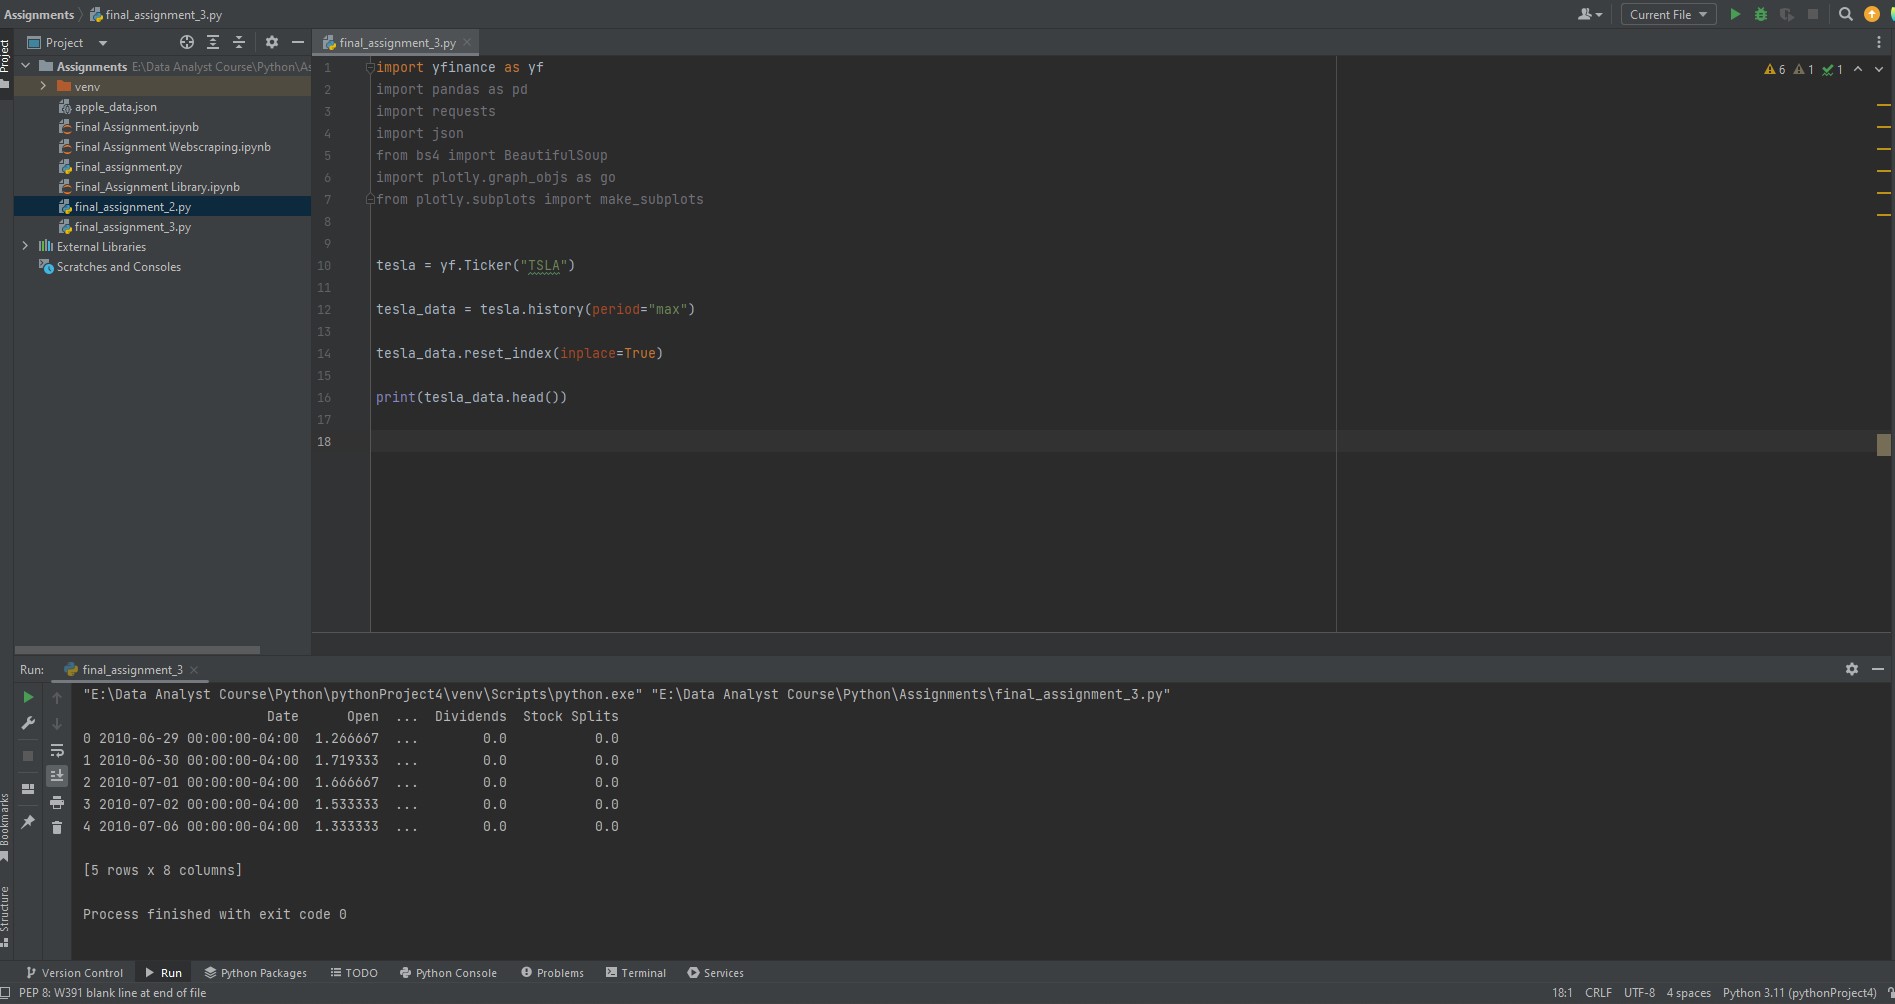 Assignments
final_assignment_3.py
Current File
Project
Project
final_assignment_3.py
6 1 1
Assignments E:\Data Analyst Course\Python\As
venv
apple_data.json
Final Assignment.ipynb
Final Assignment Webscraping.ipynb
Final_assignment.py
Final_Assignment Library.ipynb
final_assignment_2.py
final_assignment_3.py
External Libraries
Scratches and Consoles
1 import yfinance as yf
2 import pandas as pd
3 import requests
4 import json
5 from bs4 import BeautifulSoup
6 import plotly.graph_objs as go
7 from plotly.subplots import make_subplots
8
9
10 tesla = yf.Ticker("TSLA")
11
12 tesla_data = tesla.history(period="max")
13
14 tesla_data.reset_index(inplace=True)
15
16 print(tesla_data.head())
17
18
Run: final_assignment_3
"E:\Data Analyst Course\Python\pythonProject4\venv\Scripts\python.exe" "E:\Data Analyst Course\Python\Assignments\final_assignment_3.py"
Date Open ... Dividends Stock Splits
0 2010-06-29 00:00:00-04:00 1.266667 ... 0.0 0.0
1 2010-06-30 00:00:00-04:00 1.719333 ... 0.0 0.0
2 2010-07-01 00:00:00-04:00 1.666667 ... 0.0 0.0
3 2010-07-02 00:00:00-04:00 1.533333 ... 0.0 0.0
4 2010-07-06 00:00:00-04:00 1.333333 ... 0.0 0.0
[5 rows x 8 columns]
Process finished with exit code 0
Bookmarks
Structure
Version Control Run Python Packages TODO Python Console Problems Terminal Services
PEP 8: W391 blank line at end of file 18:1 CRLF UTF-8 4 spaces Python 3.11 (pythonProject4)